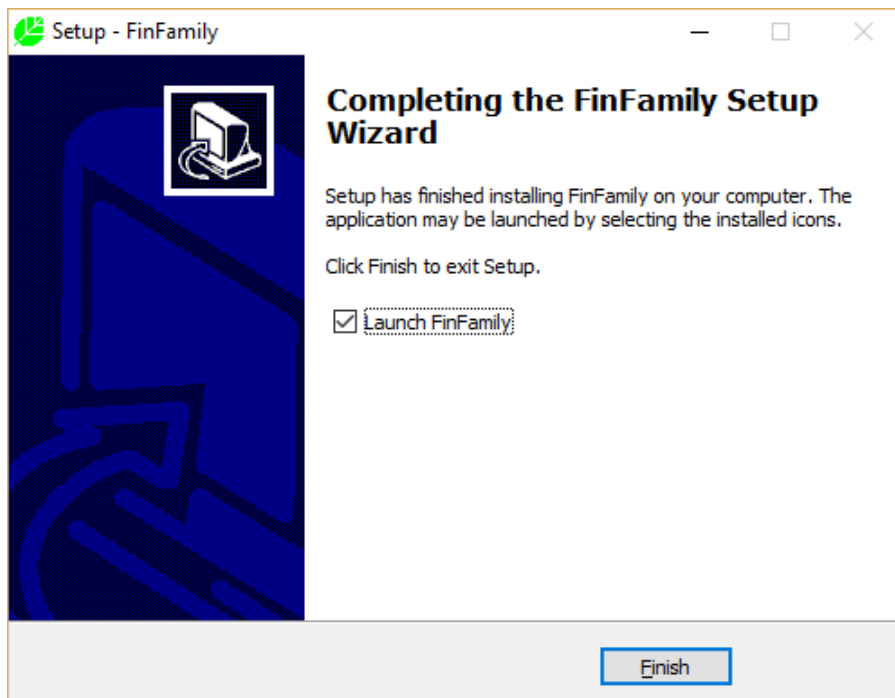 Setup - FinFamily
Completing the FinFamily Setup
Wizard
Setup has finished installing FinFamily on your computer. The
application may be launched by selecting the installed icons.
Click Finish to exit Setup.
Launch FinFamily
Finish